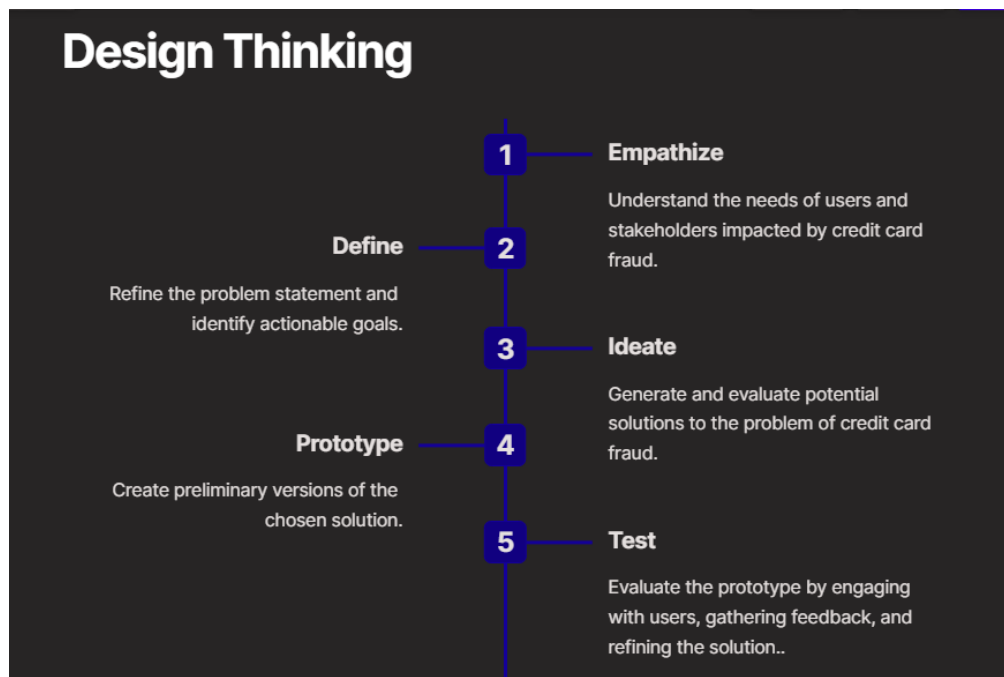 Design Thinking
1
Empathize
Understand the needs of users and
stakeholders impacted by credit card
fraud.
2
Define
Refine the problem statement and
identify actionable goals.
3
Ideate
Generate and evaluate potential
solutions to the problem of credit card
fraud.
4
Prototype
Create preliminary versions of the
chosen solution.
5
Test
Evaluate the prototype by engaging
with users, gathering feedback, and
refining the solution..